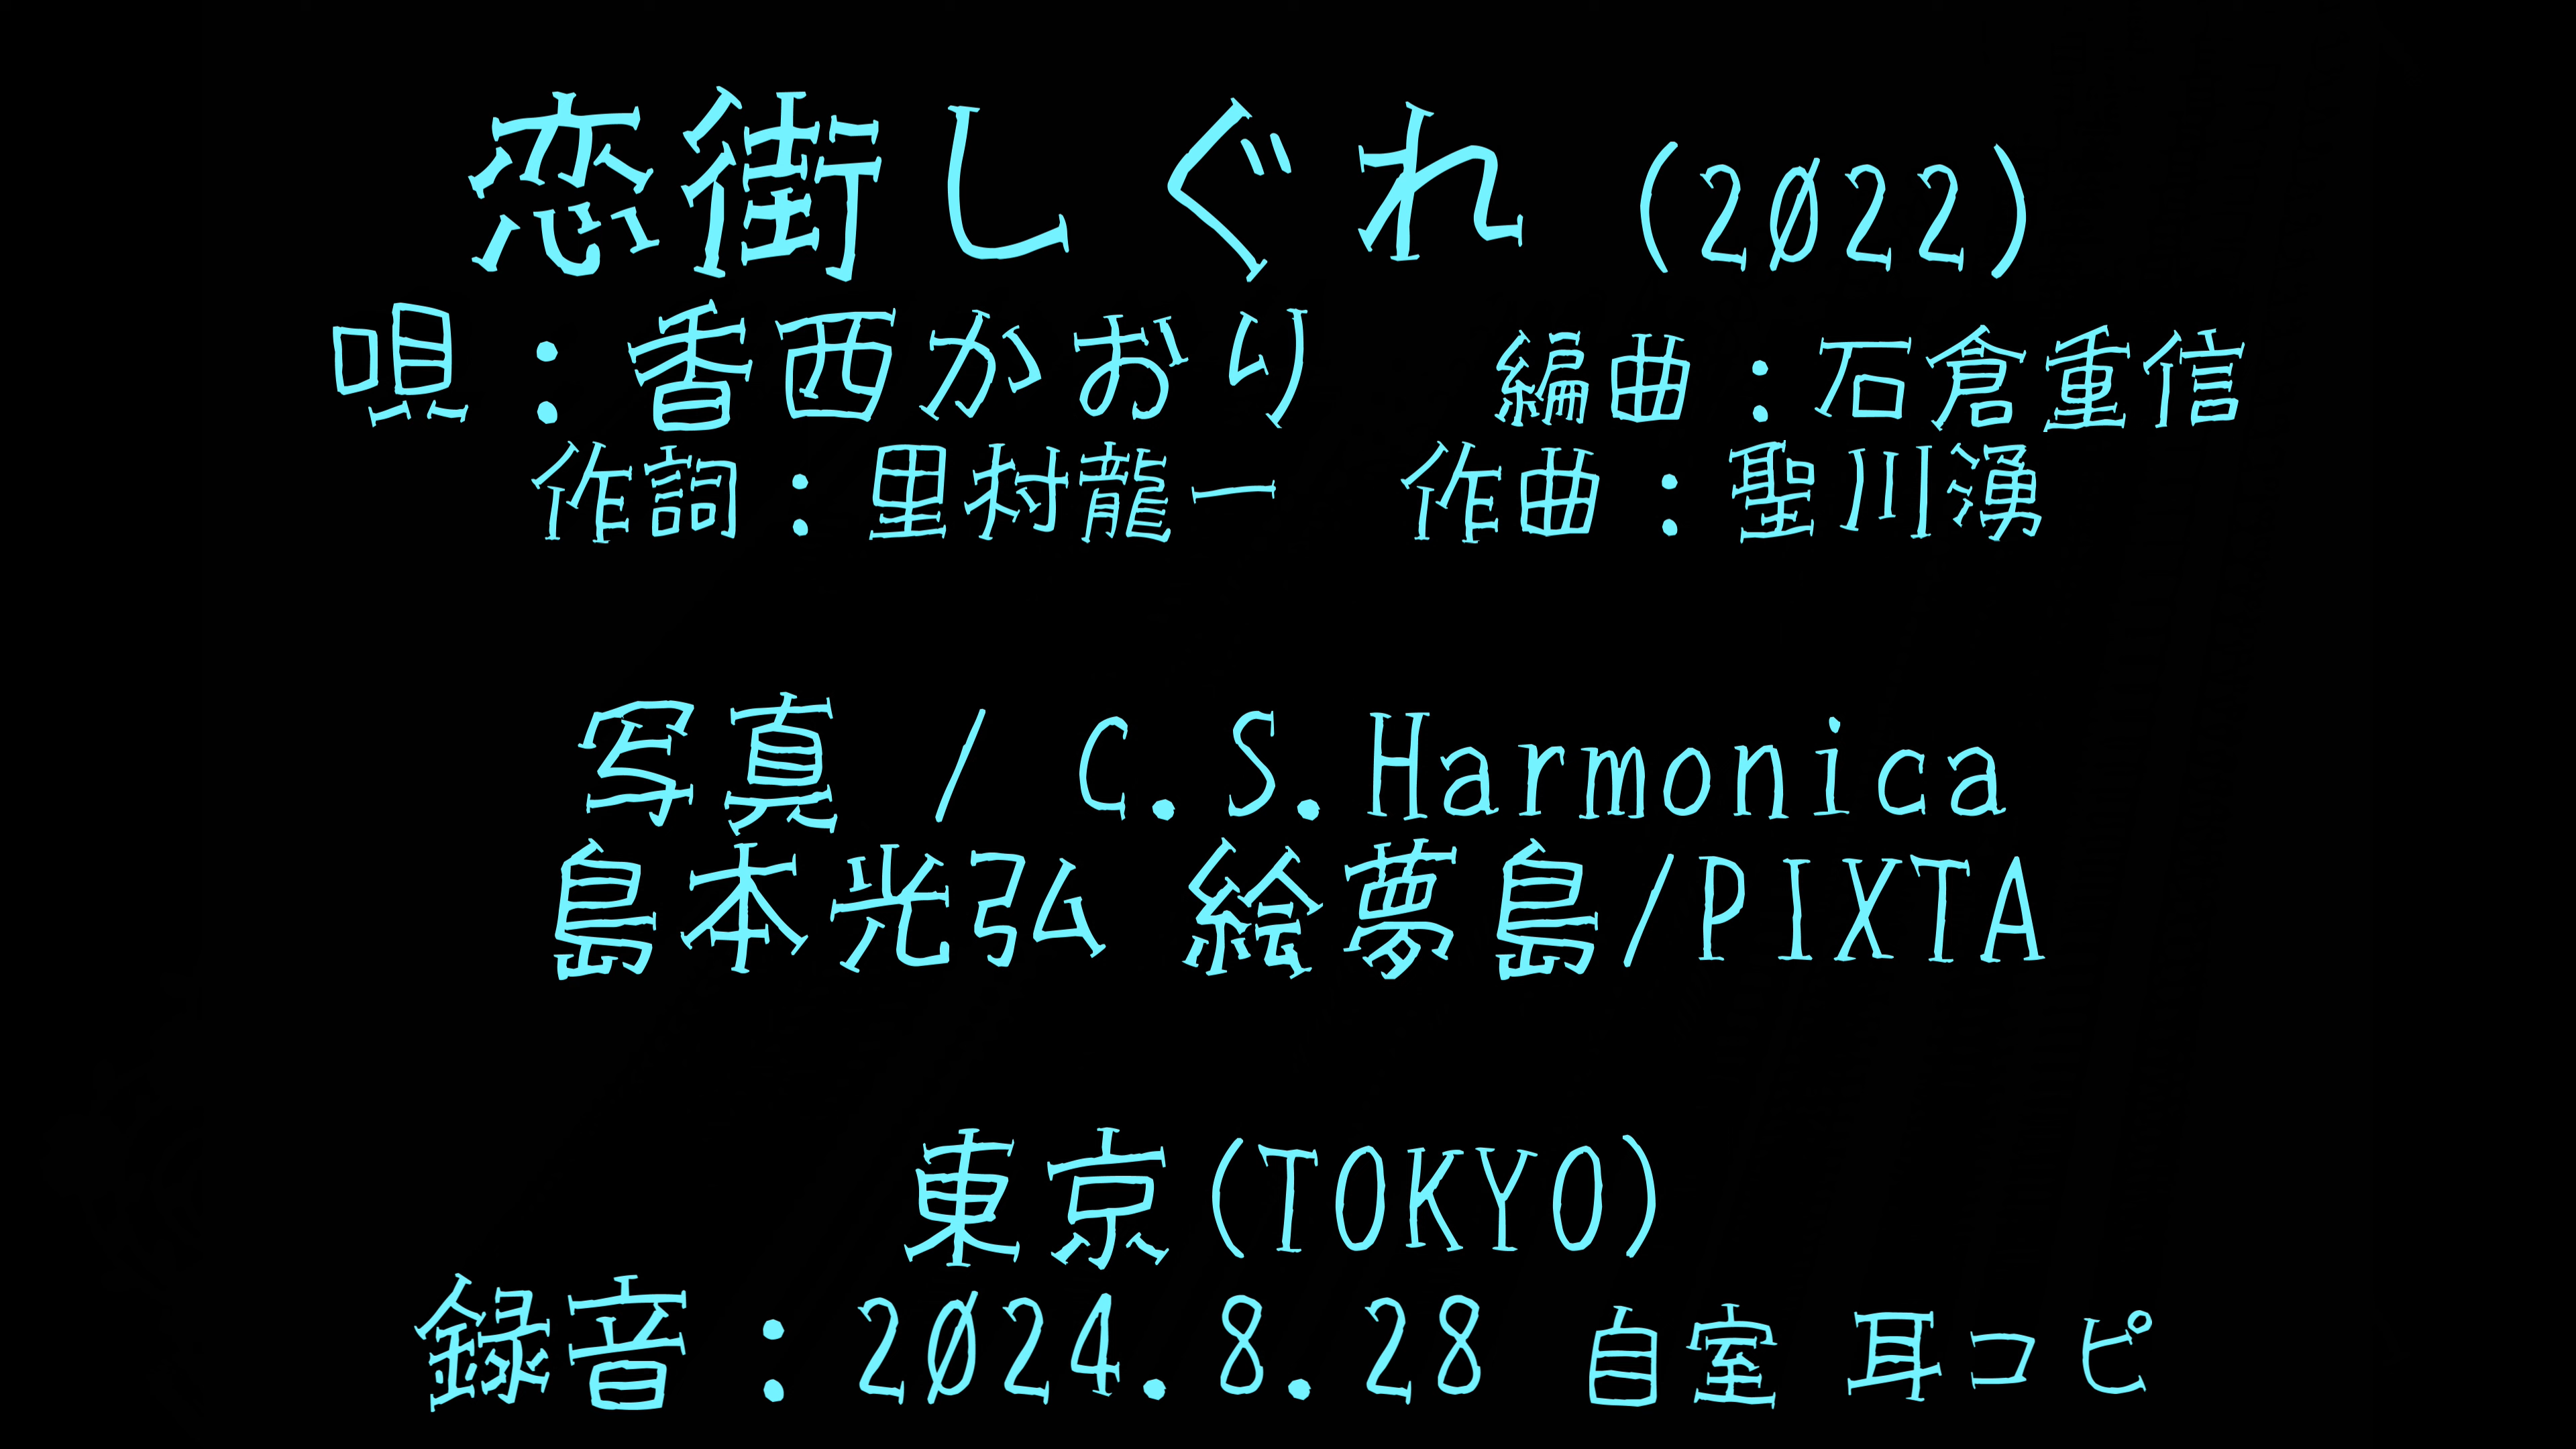 恋街しぐれ (2022)
唄：香西かおり 編曲：石倉重信
作詞：里村龍一 作曲：聖川湧
写真 / C.S.Harmonica
島本光弘 絵夢島/PIXTA
東京(TOKYO)
録音：2024.8.28 自室 耳コピ